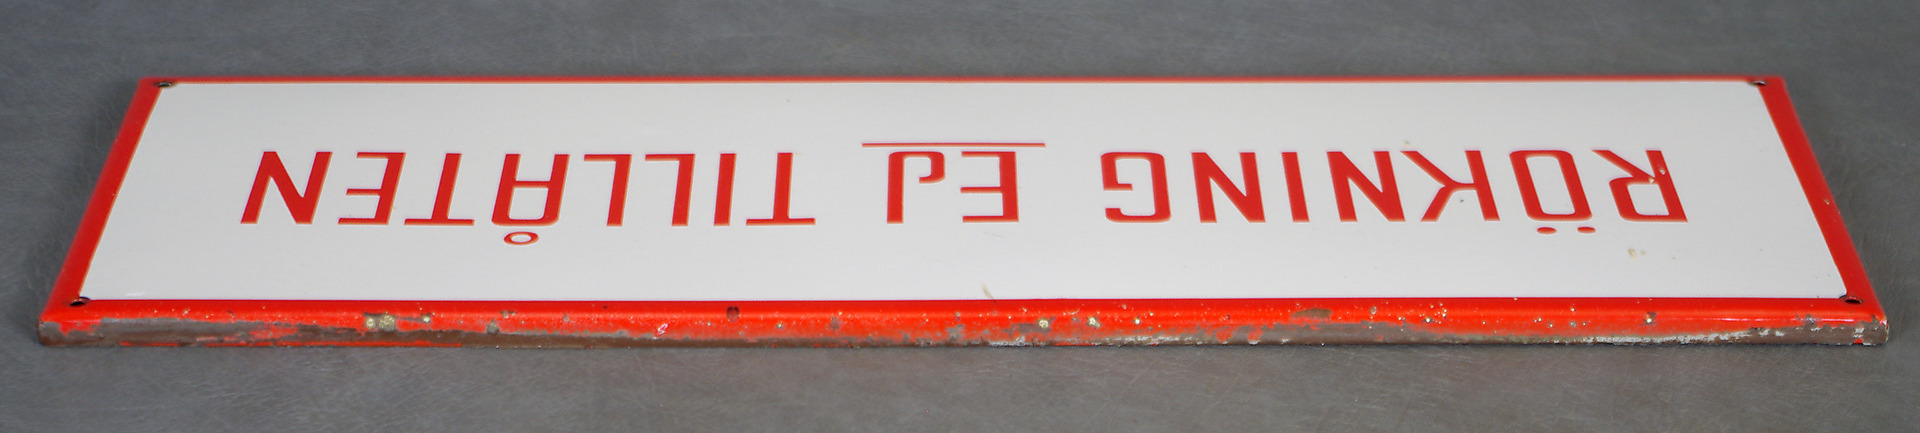 RÖKNING EJ TILLÅTEN